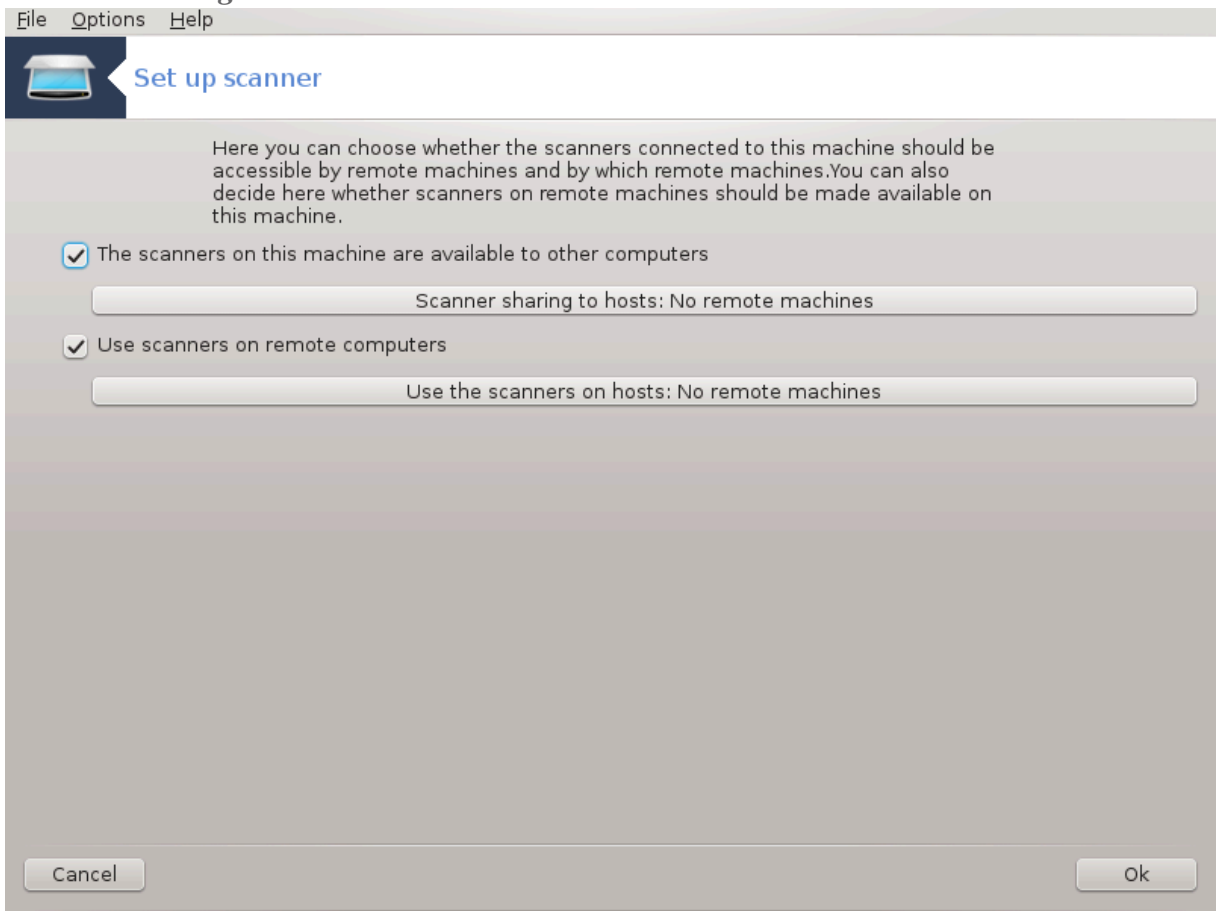 File Options Help
Set up scanner
Here you can choose whether the scanners connected to this machine should be
accessible by remote machines and by which remote machines.You can also
decide here whether scanners on remote machines should be made available on
this machine.
The scanners on this machine are available to other computers
Scanner sharing to hosts: No remote machines
Use scanners on remote computers
Use the scanners on hosts: No remote machines
Cancel Ok